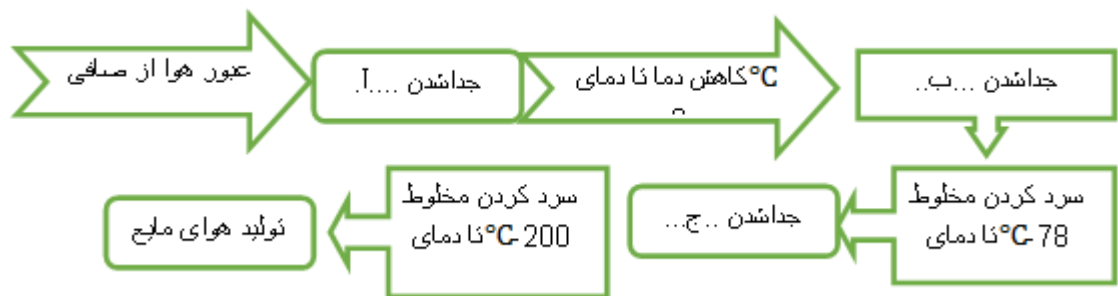 عبور هوا از صافی
جداشدن ....آ.
کاهش دما تا دمای °C
جداشدن ...ب..
سرد کردن مخلوط
تا دمای °C-78
جداشدن ..ج...
سرد کردن مخلوط
تا دمای °C-200
تولید هوای مایع